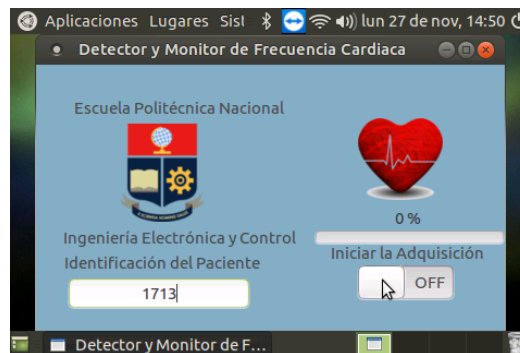 Aplicaciones Lugares Sist lun 27 de nov, 14:50
Detector y Monitor de Frecuencia Cardiaca
Escuela Politécnica Nacional
Ingeniería Electrónica y Control
Identificación del Paciente
1713
0 %
Iniciar la Adquisición
OFF
Detector y Monitor de F...